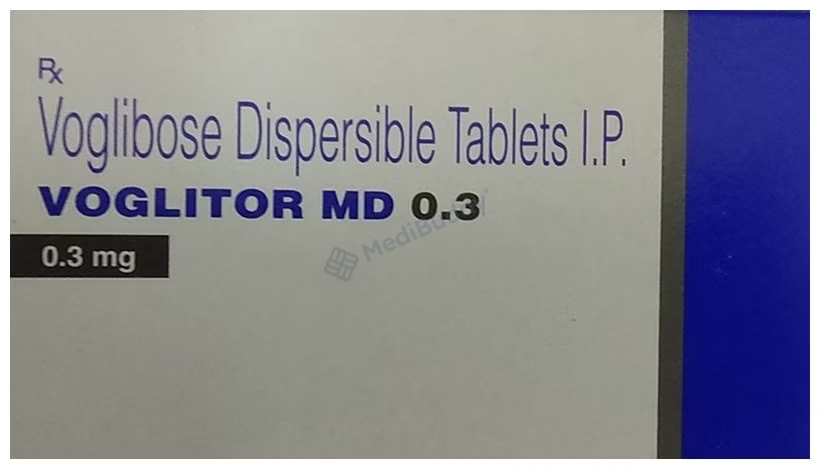 Rx
Voglibose Dispersible Tablets I.P.
VOGLITOR MD 0.3
0.3 mg